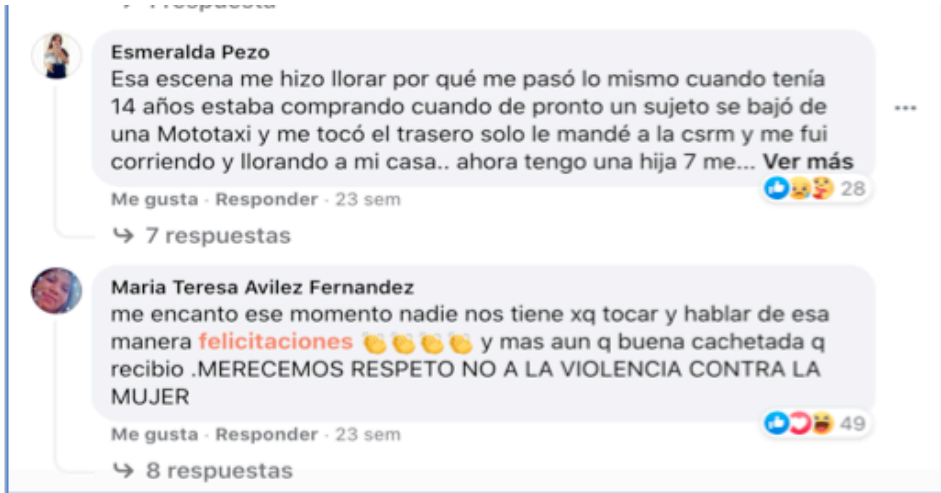 Esmeralda Pezo
Esa escena me hizo llorar por qué me pasó lo mismo cuando tenía
14 años estaba comprando cuando de pronto un sujeto se bajó de
una Mototaxi y me tocó el trasero solo le mandé a la csrm y me fui
corriendo y llorando a mi casa.. ahora tengo una hija 7 me... Ver más
28
Me gusta · Responder · 23 sem
7 respuestas
Maria Teresa Avilez Fernandez
me encanto ese momento nadie nos tiene xq tocar y hablar de esa
manera felicitaciones 👏👏👏👏 y mas aun q buena cachetada q
recibio .MERECEMOS RESPETO NO A LA VIOLENCIA CONTRA LA
MUJER
49
Me gusta · Responder · 23 sem
8 respuestas